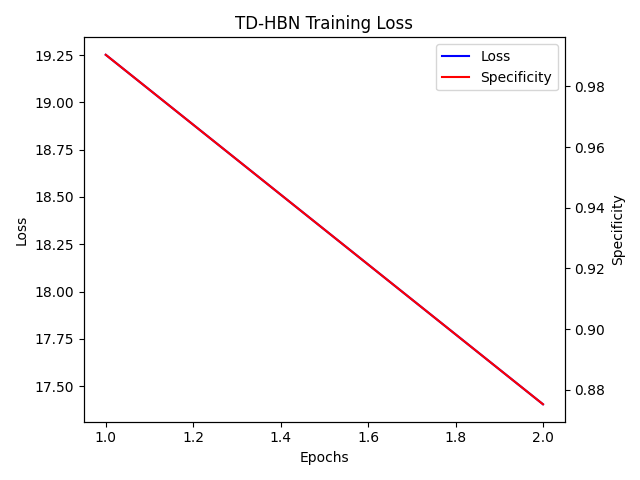 TD-HBN Training Loss
Loss
Specificity
19.25
19.00
18.75
18.50
18.25
18.00
17.75
17.50
Loss
0.98
0.96
0.94
0.92
0.90
0.88
Specificity
1.0 1.2 1.4 1.6 1.8 2.0
Epochs